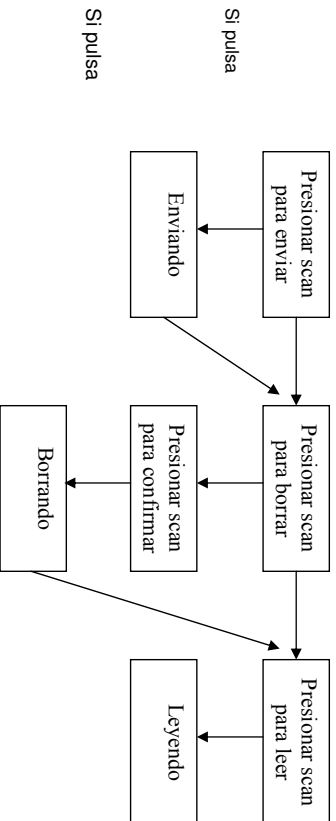 Si pulsa
Si pulsa
Presionar scan
para enviar
Enviando
Presionar scan
para borrar
Presionar scan
para confirmar
Borrando
Presionar scan
para leer
Leyendo